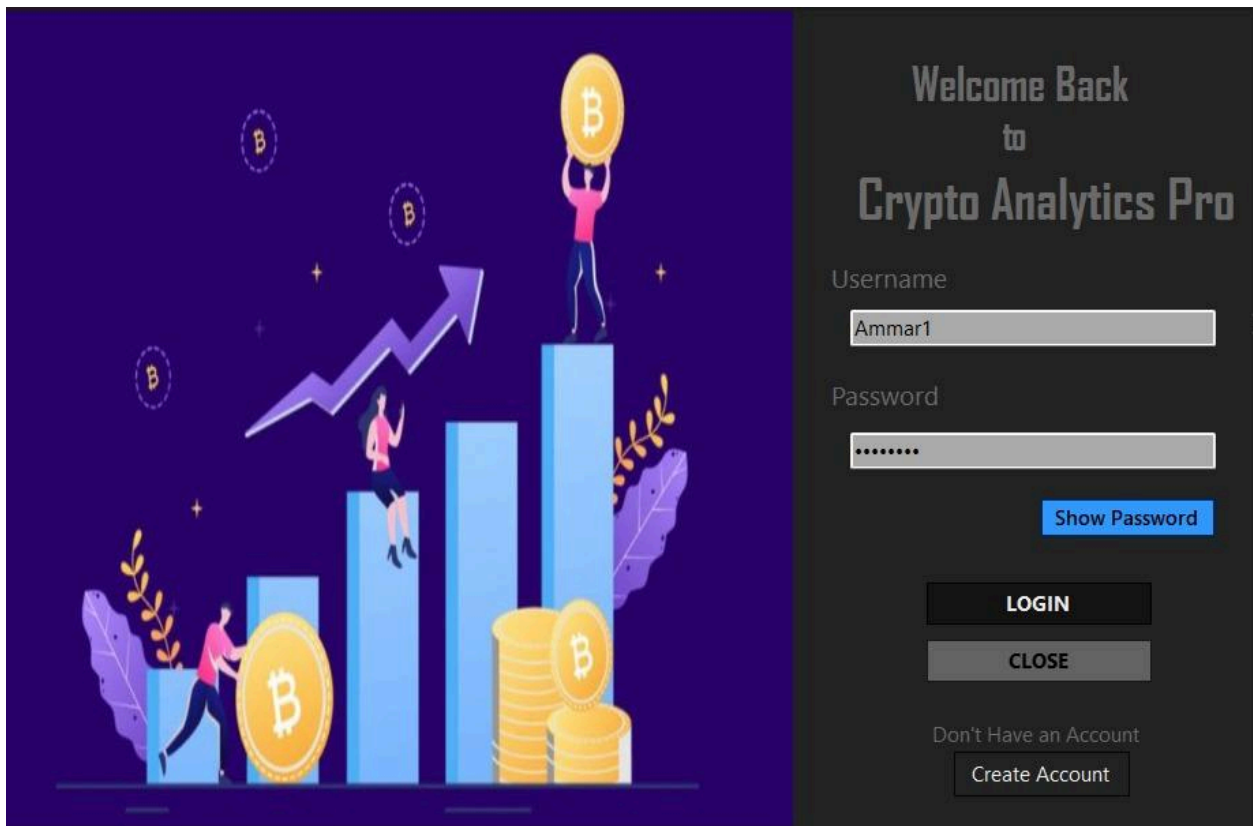 Welcome Back
to
Crypto Analytics Pro
Username
Ammar1
Password
••••••••
Show Password
LOGIN
CLOSE
Don't Have an Account
Create Account